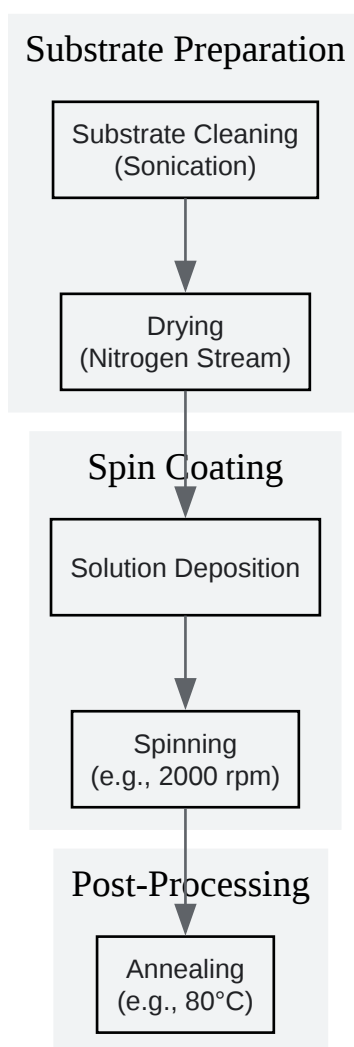 Substrate Preparation
Substrate Cleaning
(Sonication)
Drying
(Nitrogen Stream)
Spin Coating
Solution Deposition
Spinning
(e.g., 2000 rpm)
Post-Processing
Annealing
(e.g., 80°C)